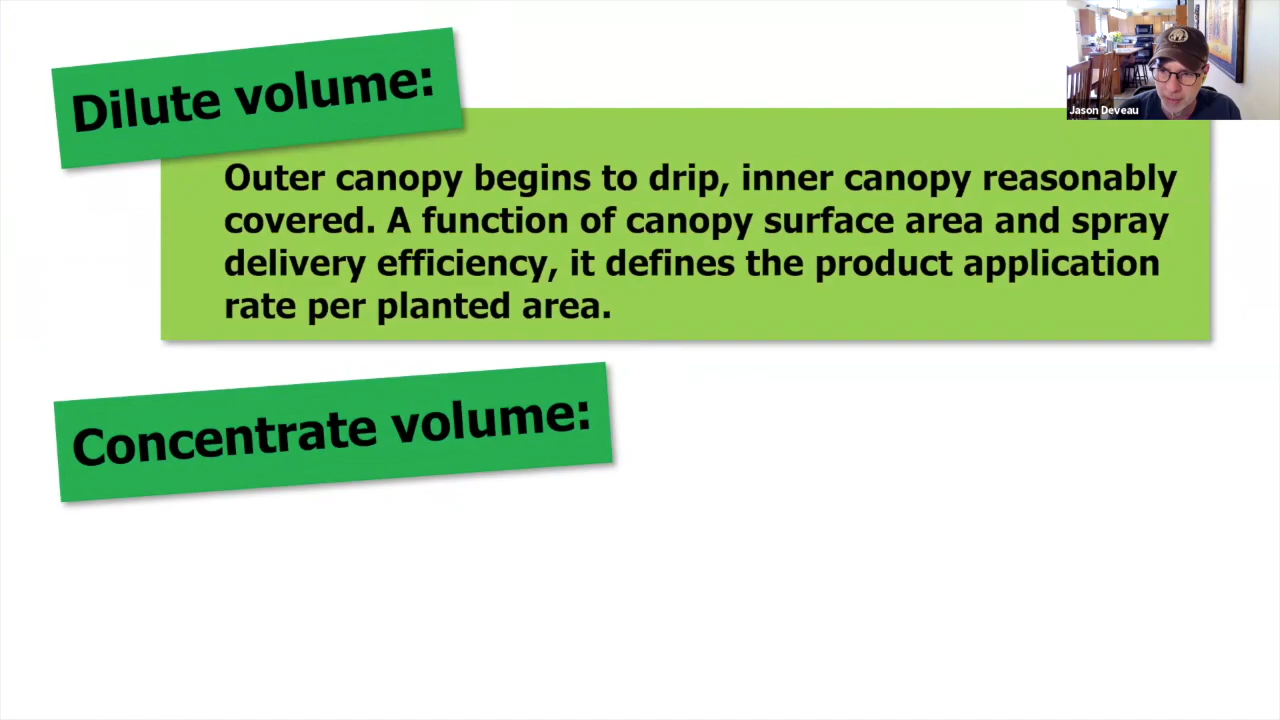 Dilute volume:
Jason Deveau
Outer canopy begins to drip, inner canopy reasonably
covered. A function of canopy surface area and spray
delivery efficiency, it defines the product application
rate per planted area.
Concentrate volume: